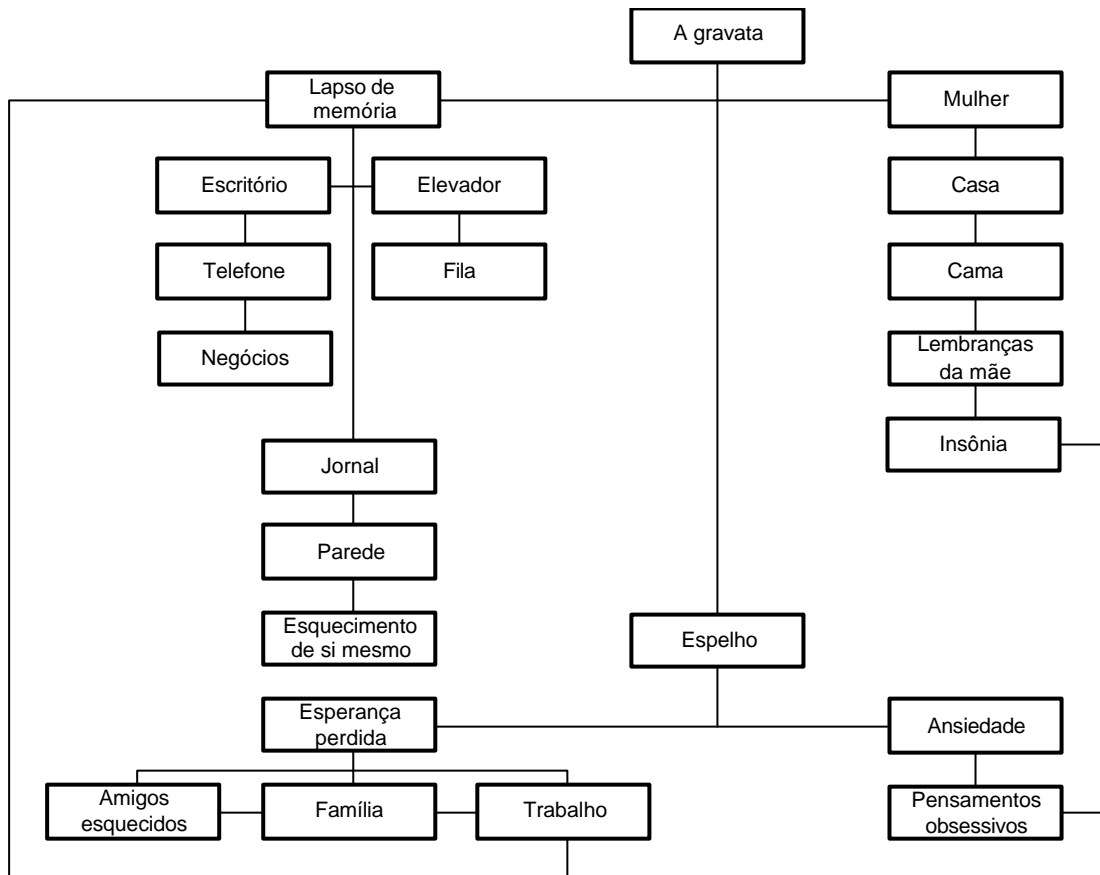 A gravata
Lapso de
memória
Mulher
Escritório
Elevador
Casa
Telefone
Fila
Cama
Negócios
Lembranças
da mãe
Jornal
Insônia
Parede
Esquecimento
de si mesmo
Espelho
Esperança
perdida
Ansiedade
Amigos
esquecidos
Família
Trabalho
Pensamentos
obsessivos